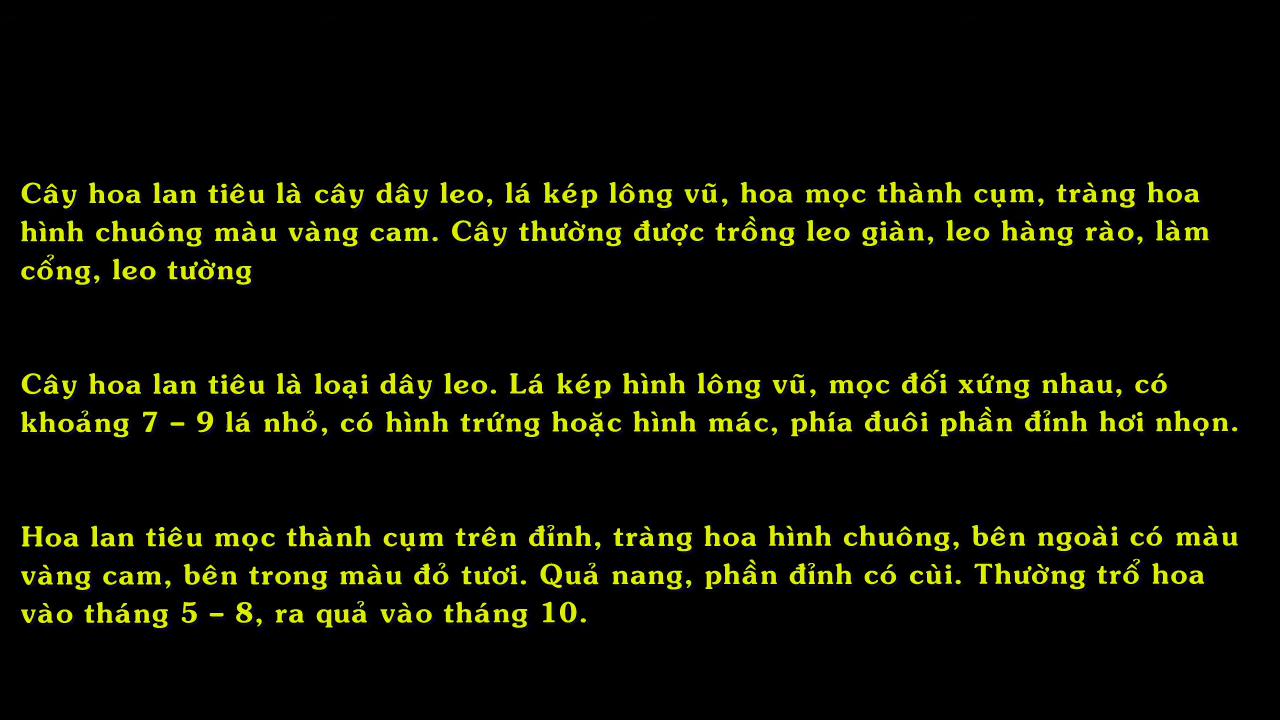 Cây hoa lan tiêu là cây dây leo, lá kép lông vũ, hoa mọc thành cụm, tràng hoa
hình chuông màu vàng cam. Cây thường được trồng leo giàn, leo hàng rào, làm
cổng, leo tường
Cây hoa lan tiêu là loại dây leo. Lá kép hình lông vũ, mọc đối xứng nhau, có
khoảng 7 – 9 lá nhỏ, có hình trứng hoặc hình mác, phía đuôi phần đỉnh hơi nhọn.
Hoa lan tiêu mọc thành cụm trên đỉnh, tràng hoa hình chuông, bên ngoài có màu
vàng cam, bên trong màu đỏ tươi. Quả nang, phần đỉnh có cùi. Thường trổ hoa
vào tháng 5 – 8, ra quả vào tháng 10.